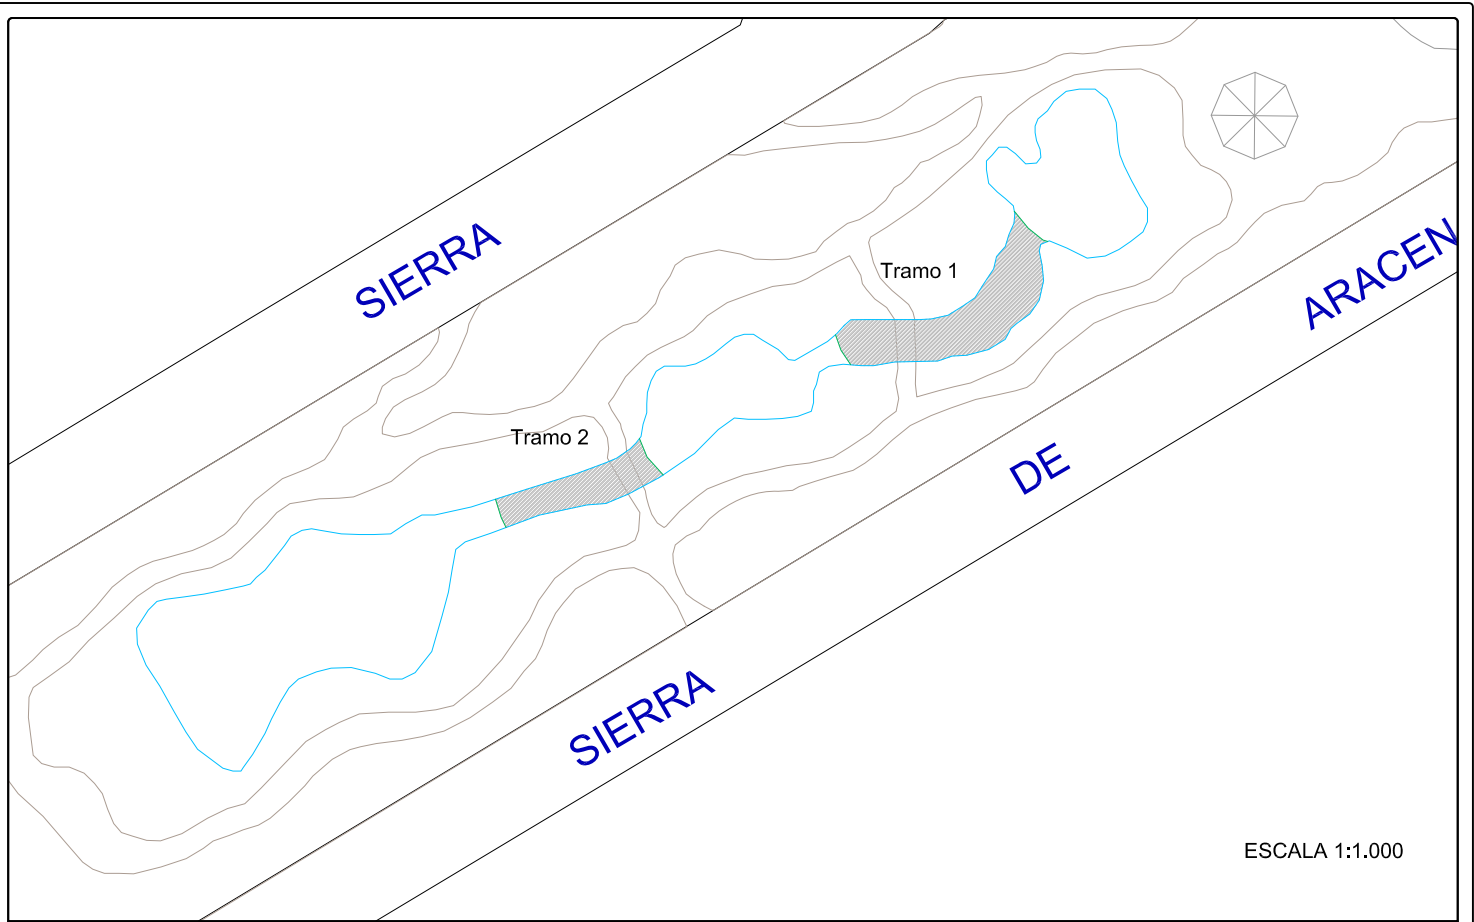 SIERRA
Tramo 1
ARACEN
Tramo 2
DE
SIERRA
ESCALA 1:1.000